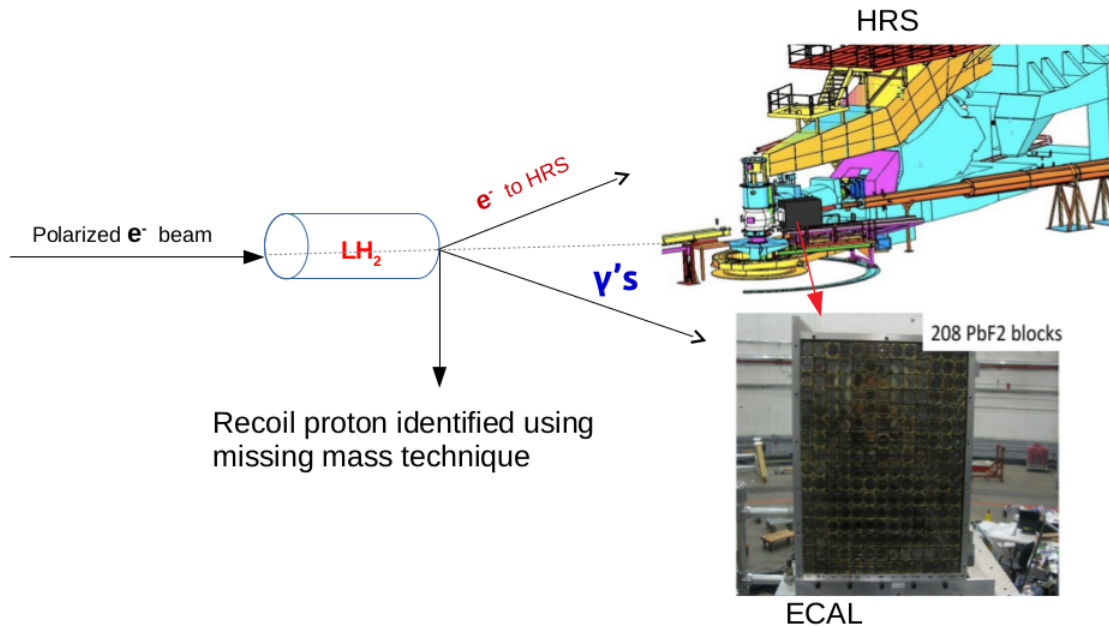 HRS
e⁻ to HRS
Polarized e⁻ beam
LH₂
γ's
208 PbF2 blocks
Recoil proton identified using
missing mass technique
ECAL